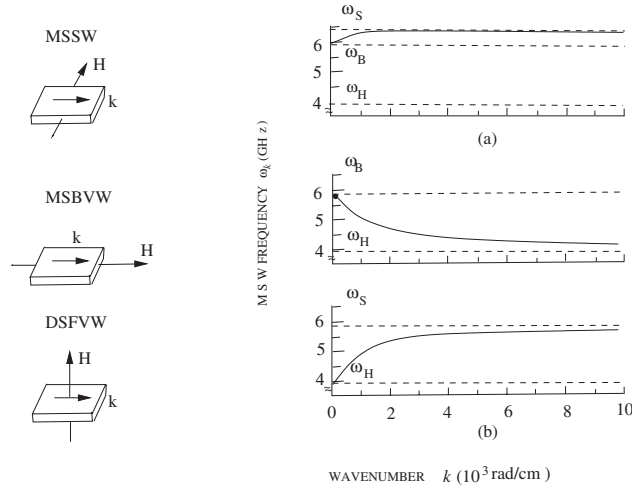 MSSW
H
k
MSBVW
k
H
DSFVW
H
k
M S W FREQUENCY ωk (GH z)
ωS
6
ωB
5
ωH
4
(a)
ωB
6
5
ωH
4
ωS
6
5
ωH
4
0 2 4 6 8 10
(b)
WAVENUMBER k (10³ rad/cm)